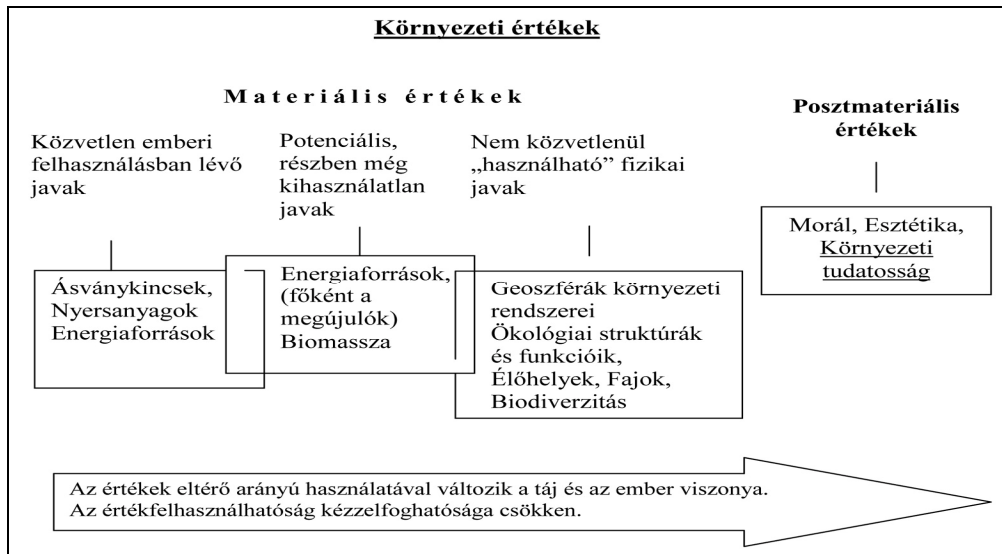 Környezeti értékek
Materiális értékek
Közvetlen emberi
felhasználásban lévő
javak
Potenciális,
részben még
kihasználatlan
javak
Nem közvetlenül
„használható” fizikai
javak
Posztmateriális
értékek
Ásványkincsek,
Nyersanyagok
Energiaforrások
Energiaforrások,
(főként a
megújulók)
Biomassza
Geoszférák környezeti
rendszerei
Ökológiai struktúrák
és funkcióik,
Élőhelyek, Fajok,
Biodiverzitás
Morál, Esztétika,
Környezeti
tudatosság
Az értékek eltérő arányú használatával változik a táj és az ember viszonya.
Az értékfelhasználhatóság kézzelfoghatósága csökken.